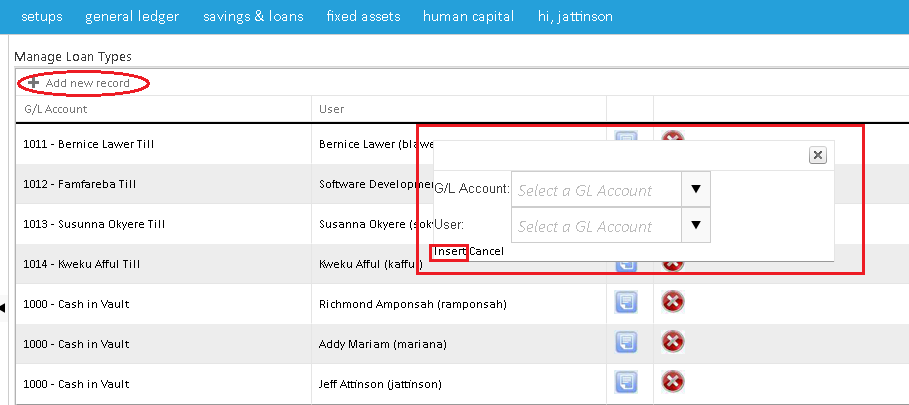 setups general ledger savings & loans fixed assets human capital hi, jattinson
Manage Loan Types
Add new record
G/L Account User
1011 - Bernice Lawer Till Bernice Lawer (blawe
1012 - Famfareba Till Software Developmen
1013 - Susunna Okyere Till Susanna Okyere (sok
1014 - Kweku Afful Till Kweku Afful (kafful)
G/L Account: Select a GL Account
User: Select a GL Account
Insert Cancel
1000 - Cash in Vault Richmond Amponsah (ramponsah)
1000 - Cash in Vault Addy Mariam (mariana)
1000 - Cash in Vault Jeff Attinson (jattinson)